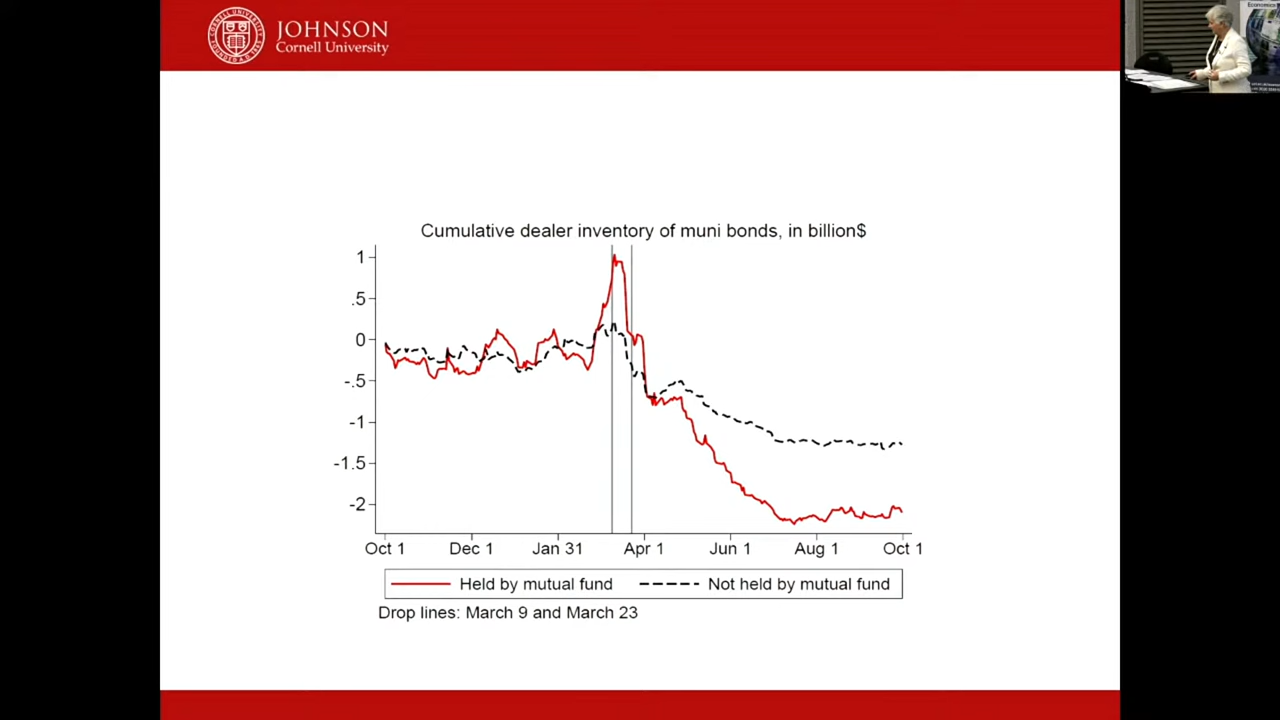 JOHNSON
Cornell University
Economics
Cumulative dealer inventory of muni bonds, in billion$
1
.5
0
-.5
-1
-1.5
-2
Oct 1 Dec 1 Jan 31 Apr 1 Jun 1 Aug 1 Oct 1
Held by mutual fund Not held by mutual fund
Drop lines: March 9 and March 23